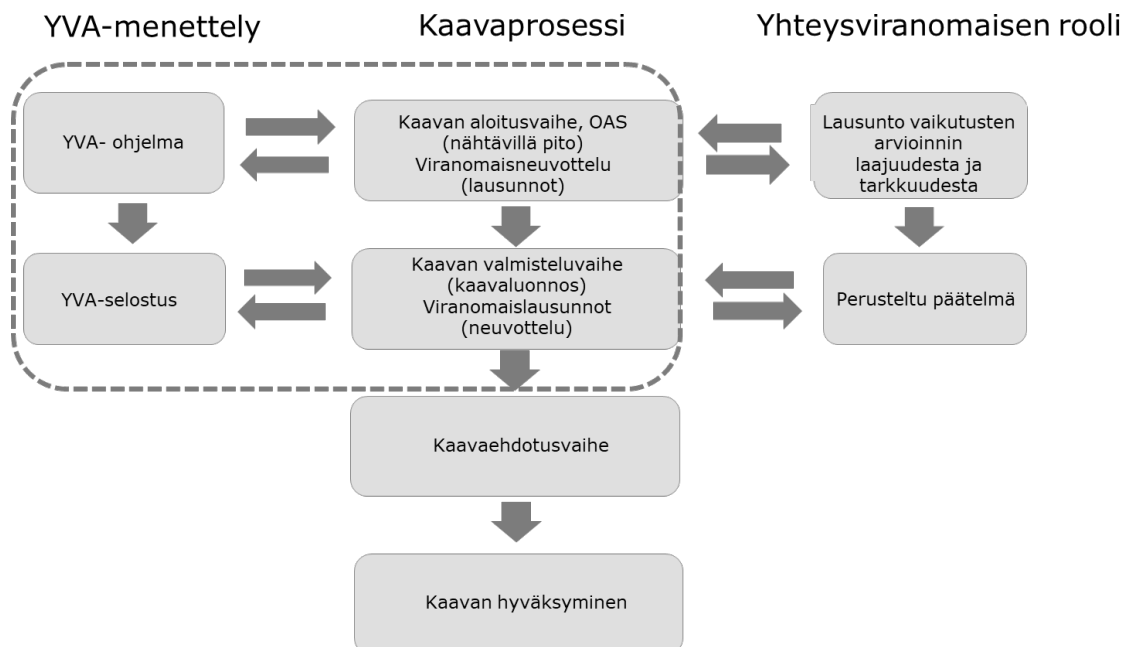 YVA-menettely
Kaavaprosessi
Yhteysviranomaisen rooli
YVA- ohjelma
Kaavan aloitusvaihe, OAS
(nähtävillä pito)
Viranomaisneuvottelu
(lausunnot)
Lausunto vaikutusten
arvioinnin
laajuudesta ja
tarkkuudesta
YVA-selostus
Kaavan valmisteluvaihe
(kaavaluonnos)
Viranomaislausunnot
(neuvottelu)
Perusteltu päätelmä
Kaavaehdotusvaihe
Kaavan hyväksyminen